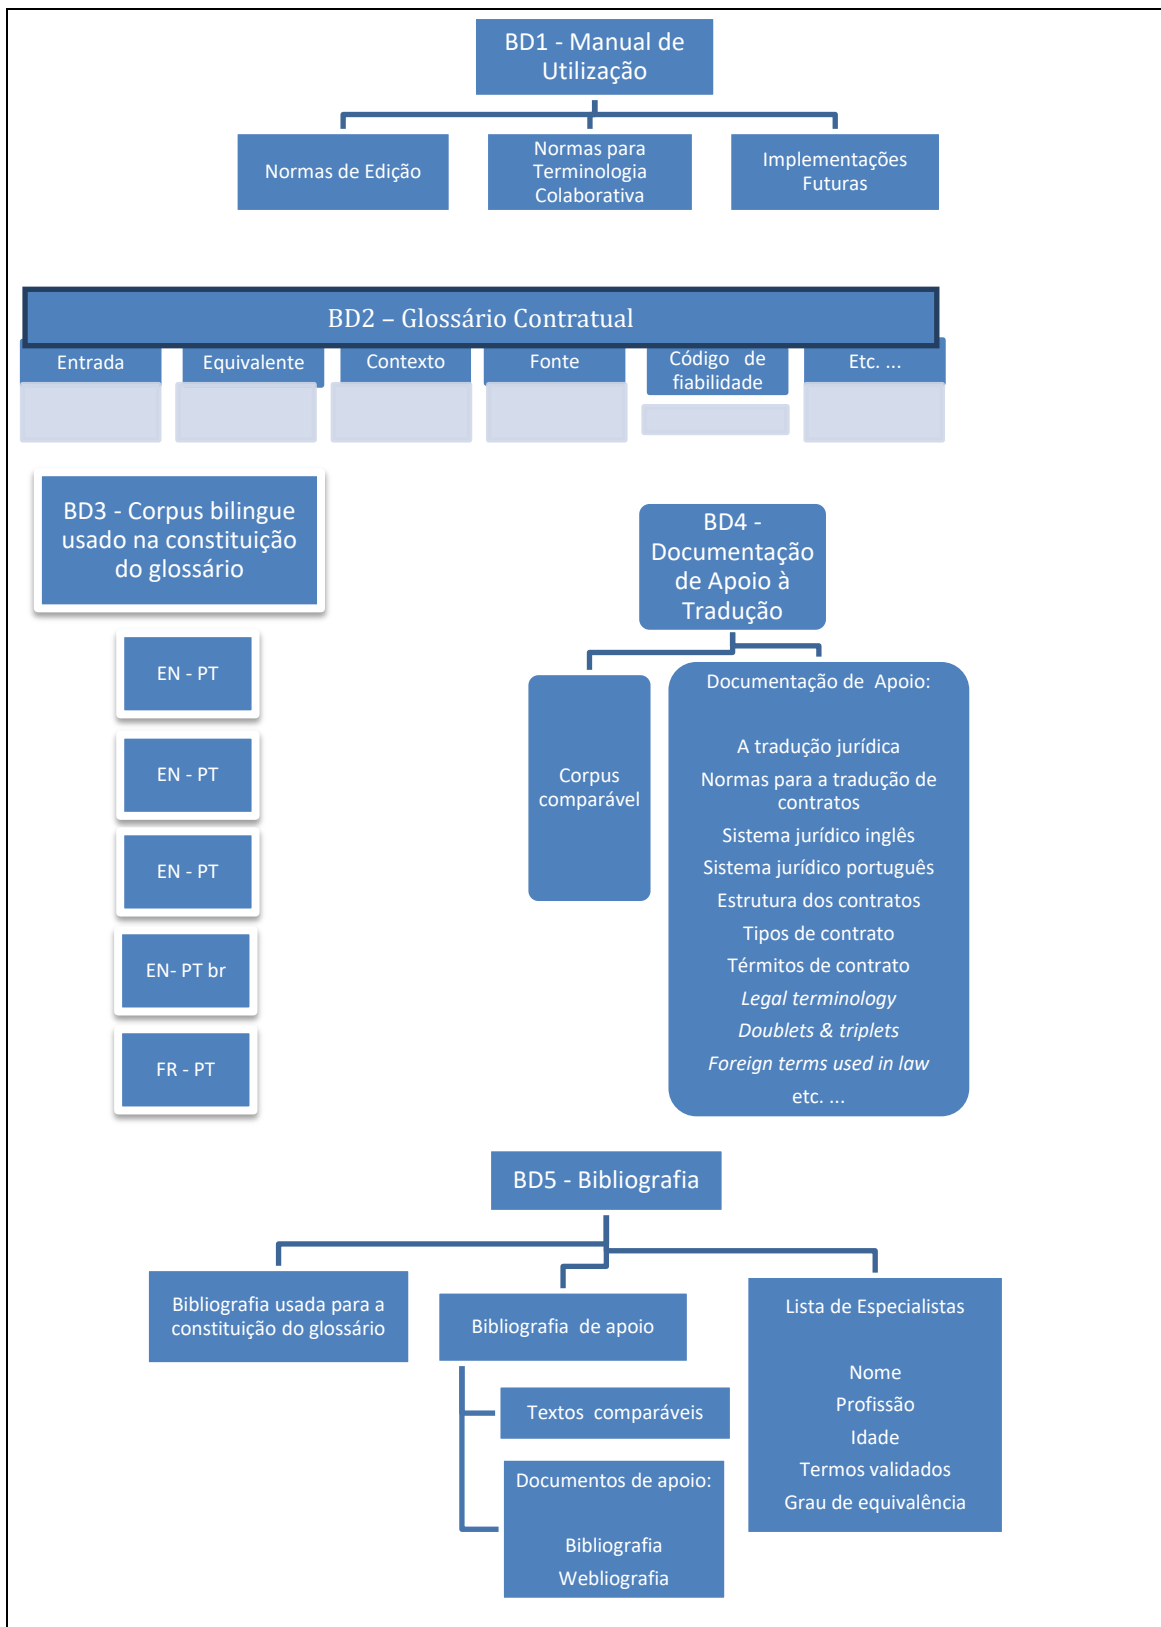 BD1 - Manual de
Utilização
Normas de Edição
Normas para
Terminologia
Colaborativa
Implementações
Futuras
BD2 – Glossário Contratual
Entrada
Equivalente
Contexto
Fonte
Código de
fiabilidade
Etc. ...
BD3 - Corpus bilingue
usado na constituição
do glossário
EN - PT
EN - PT
EN - PT
EN- PT br
FR - PT
BD4 -
Documentação
de Apoio à
Tradução
Corpus
comparável
Documentação de Apoio:
A tradução jurídica
Normas para a tradução de
contratos
Sistema jurídico inglês
Sistema jurídico português
Estrutura dos contratos
Tipos de contrato
Térmitos de contrato
Legal terminology
Doublets & triplets
Foreign terms used in law
etc. ...
BD5 - Bibliografia
Bibliografia usada para a
constituição do glossário
Bibliografia de apoio
Textos comparáveis
Documentos de apoio:
Bibliografia
Webliografia
Lista de Especialistas
Nome
Profissão
Idade
Termos validados
Grau de equivalência